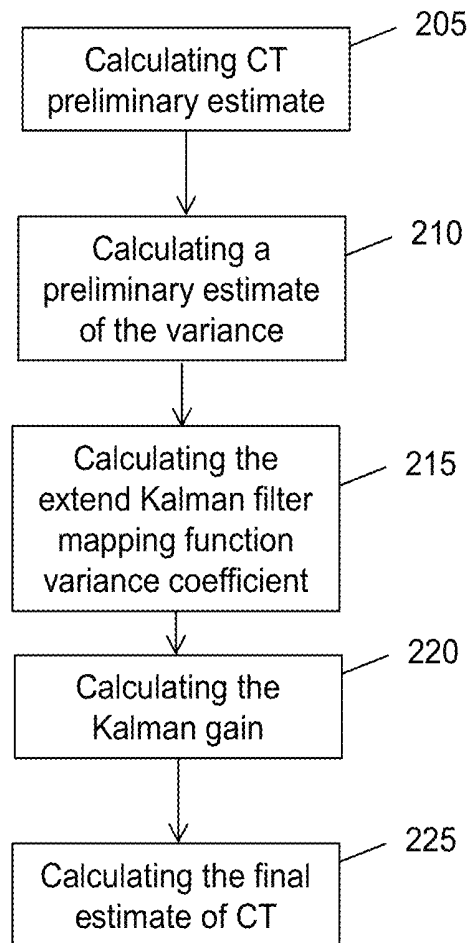 205
Calculating CT
preliminary estimate
210
Calculating a
preliminary estimate
of the variance
215
Calculating the
extend Kalman filter
mapping function
variance coefficient
220
Calculating the
Kalman gain
225
Calculating the final
estimate of CT